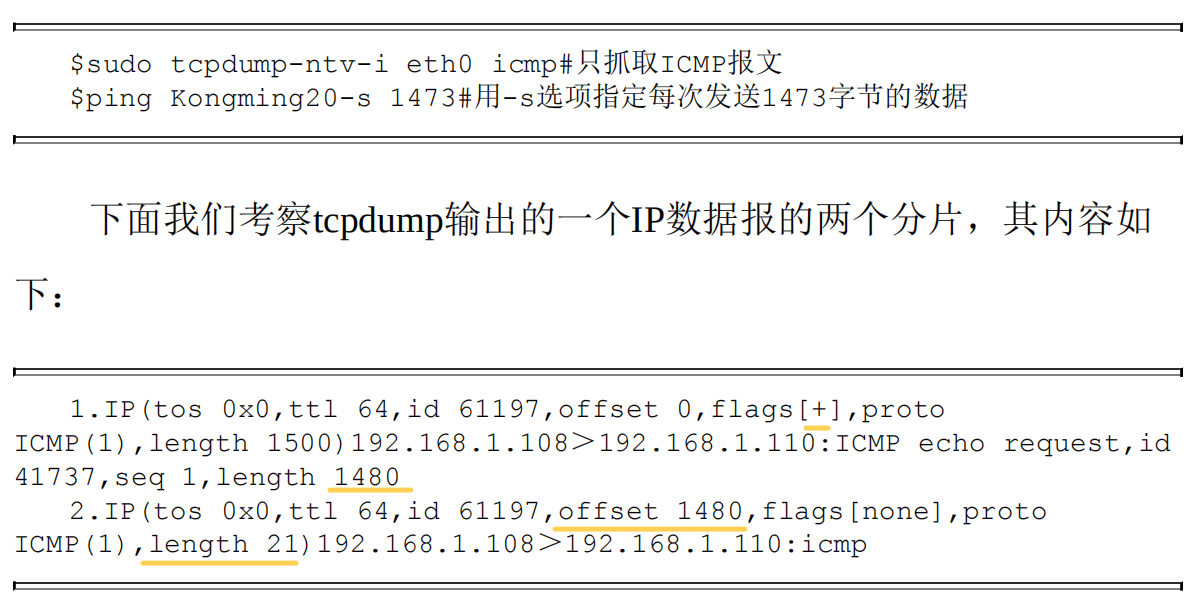 $sudo tcpdump-ntv-i eth0 icmp#只抓取ICMP报文
$ping Kongming20-s 1473#用-s选项指定每次发送1473字节的数据
下面我们考察tcpdump输出的一个IP数据报的两个分片，其内容如
下：
1.IP(tos 0x0,ttl 64,id 61197,offset 0,flags[+],proto
ICMP(1),length 1500)192.168.1.108＞192.168.1.110:ICMP echo request,id
41737,seq 1,length 1480
2.IP(tos 0x0,ttl 64,id 61197,offset 1480,flags[none],proto
ICMP(1),length 21)192.168.1.108＞192.168.1.110:icmp